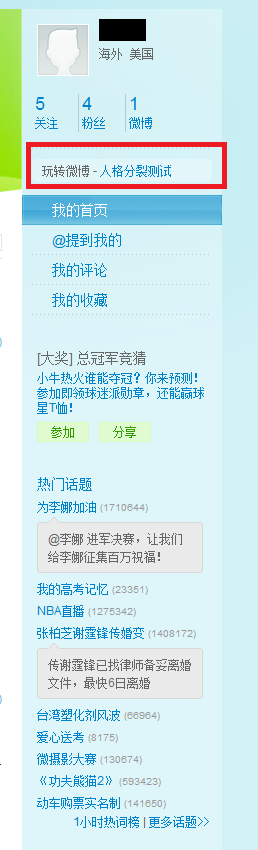 海外 美国
5 4 1
关注 粉丝 微博
玩转微博 - 人格分裂测试
我的首页
@提到我的
我的评论
我的收藏
[大奖] 总冠军竞猜
小牛热火谁能夺冠？你来预测！
参加即领球迷派勋章，还能赢球
星T恤！
参加 分享
热门话题
为李娜加油 (1710644)
@李娜 进军决赛，让我们
给李娜征集百万祝福！
我的高考记忆 (23351)
NBA直播 (1275342)
张柏芝谢霆锋传婚变 (1408172)
传谢霆锋已找律师备妥离婚
文件，最快6日离婚
台湾塑化剂风波 (66964)
爱心送考 (8175)
微摄影大赛 (130674)
《功夫熊猫2》 (593423)
动车购票实名制 (141650)
1小时热词榜 | 更多话题>>